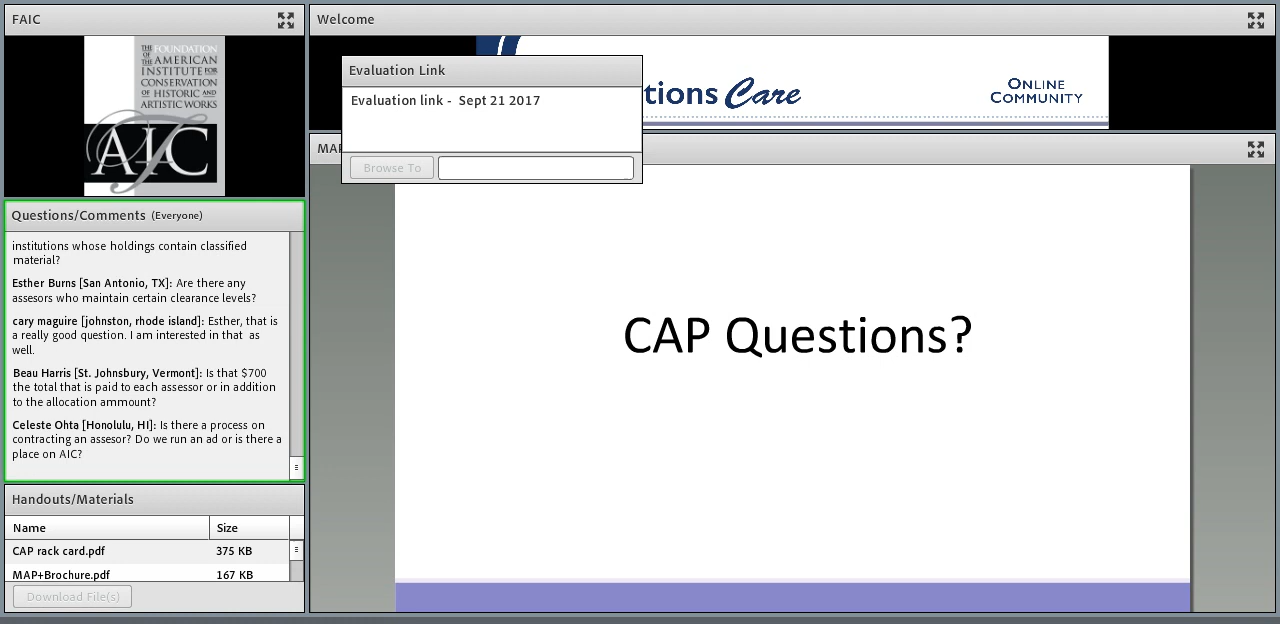 FAIC
THE FOUNDATION
OF THE AMERICAN
INSTITUTE FOR
CONSERVATION
OF HISTORIC AND
ARTISTIC WORKS
AIC
Questions/Comments (Everyone)
institutions whose holdings contain classified
material?
Esther Burns [San Antonio, TX]: Are there any
assesors who maintain certain clearance levels?
cary maguire [johnston, rhode island]: Esther, that is
a really good question. I am interested in that as
well.
Beau Harris [St. Johnsbury, Vermont]: Is that $700
the total that is paid to each assessor or in addition
to the allocation ammount?
Celeste Ohta [Honolulu, HI]: Is there a process on
contracting an assesor? Do we run an ad or is there a
place on AIC?
Handouts/Materials
Name Size
CAP rack card.pdf 375 KB
MAP+Brochure.pdf 167 KB
Download File(s)
Welcome
tions Care
ONLINE
COMMUNITY
Evaluation Link
Evaluation link - Sept 21 2017
Browse To
MAP
CAP Questions?